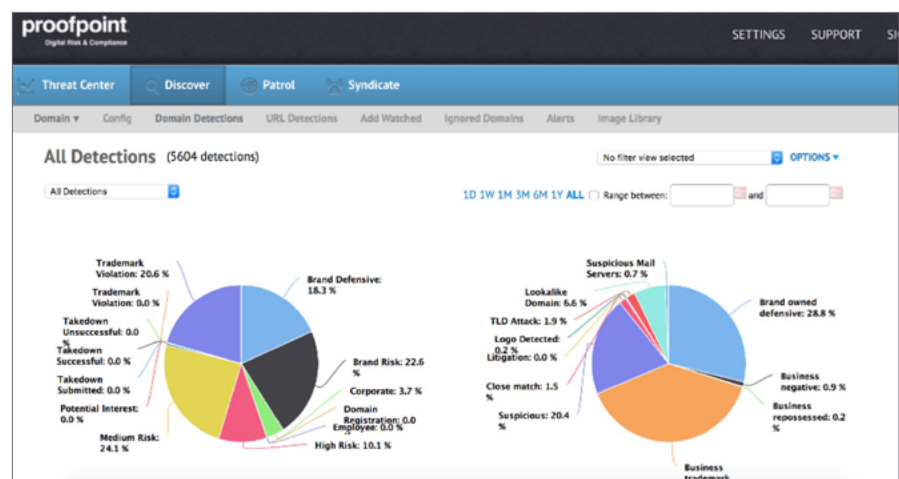 proofpoint
Digital Risk & Compliance
SETTINGS SUPPORT SI
Threat Center Discover Patrol Syndicate
Domain ▾ Config Domain Detections URL Detections Add Watched Ignored Domains Alerts Image Library
All Detections (5604 detections)
No filter view selected OPTIONS ▾
All Detections
1D 1W 1M 3M 6M 1Y ALL Range between: and
Trademark
Violation: 20.6 %
Trademark
Violation: 0.0 %
Takedown
Unsuccessful: 0.0
%
Takedown
Successful: 0.0 %
Takedown
Submitted: 0.0 %
Potential Interest:
0.0 %
Medium Risk:
24.1 %
Brand Defensive:
18.3 %
Brand Risk: 22.6
%
Corporate: 3.7 %
Domain
Registration: 0.0
%
Employee: 0.0 %
High Risk: 10.1 %
Suspicious Mail
Servers: 0.7 %
Lookalike
Domain: 6.6 %
TLD Attack: 1.9 %
Logo Detected:
0.2 %
Litigation: 0.0 %
Close match: 1.5
%
Suspicious: 20.4
%
Brand owned
defensive: 28.8 %
Business
negative: 0.9 %
Business
repossessed: 0.2
%
Business
trademark